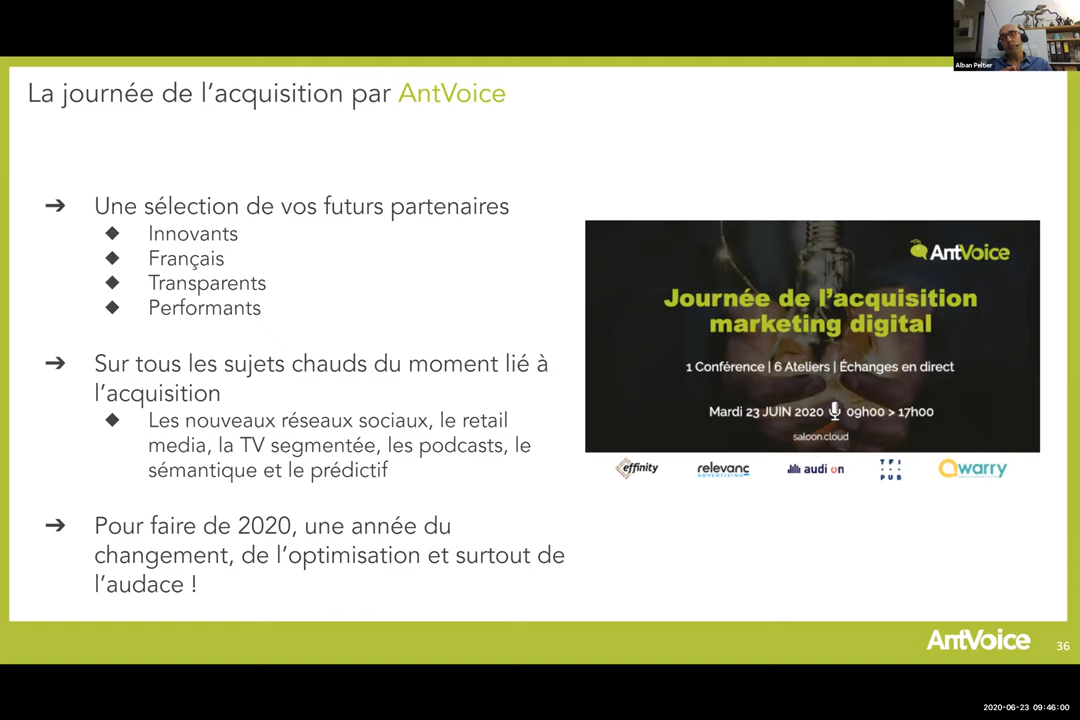 Alban Peltier
La journée de l'acquisition par AntVoice
➔ Une sélection de vos futurs partenaires
◆ Innovants
◆ Français
◆ Transparents
◆ Performants
➔ Sur tous les sujets chauds du moment lié à
l'acquisition
◆ Les nouveaux réseaux sociaux, le retail
media, la TV segmentée, les podcasts, le
sémantique et le prédictif
➔ Pour faire de 2020, une année du
changement, de l'optimisation et surtout de
l'audace !
AntVoice
Journée de l'acquisition
marketing digital
1 Conférence | 6 Ateliers | Échanges en direct
Mardi 23 JUIN 2020 09h00 > 17h00
saloon.cloud
effinity
relevanc
ADVERTISING
audion
TF1
PUB
Qwarry
AntVoice
36
2020-06-23 09:46:00